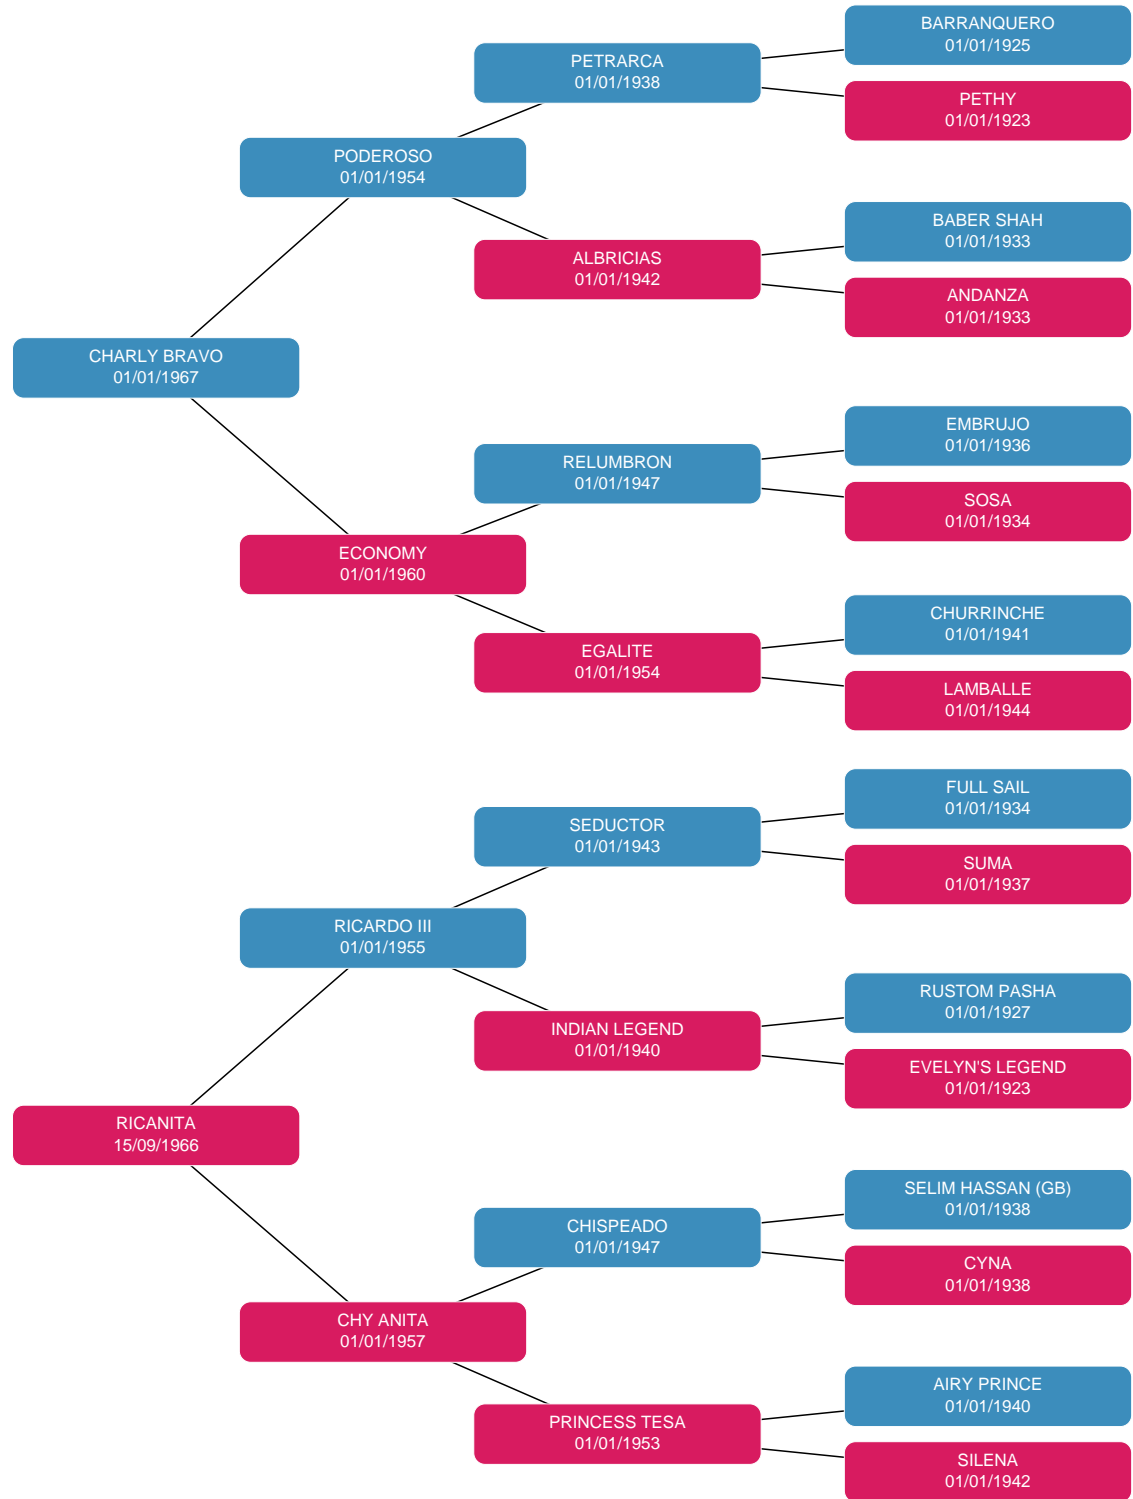 BARRANQUERO
01/01/1925
PETRARCA
01/01/1938
PETHY
01/01/1923
PODEROSO
01/01/1954
BABER SHAH
01/01/1933
ALBRICIAS
01/01/1942
ANDANZA
01/01/1933
CHARLY BRAVO
01/01/1967
EMBRUJO
01/01/1936
RELUMBRON
01/01/1947
SOSA
01/01/1934
ECONOMY
01/01/1960
CHURRINCHE
01/01/1941
EGALITE
01/01/1954
LAMBALLE
01/01/1944
FULL SAIL
01/01/1934
SEDUCTOR
01/01/1943
SUMA
01/01/1937
RICARDO III
01/01/1955
RUSTOM PASHA
01/01/1927
INDIAN LEGEND
01/01/1940
EVELYN'S LEGEND
01/01/1923
RICANITA
15/09/1966
SELIM HASSAN (GB)
01/01/1938
CHISPEADO
01/01/1947
CYNA
01/01/1938
CHY ANITA
01/01/1957
AIRY PRINCE
01/01/1940
PRINCESS TESA
01/01/1953
SILENA
01/01/1942